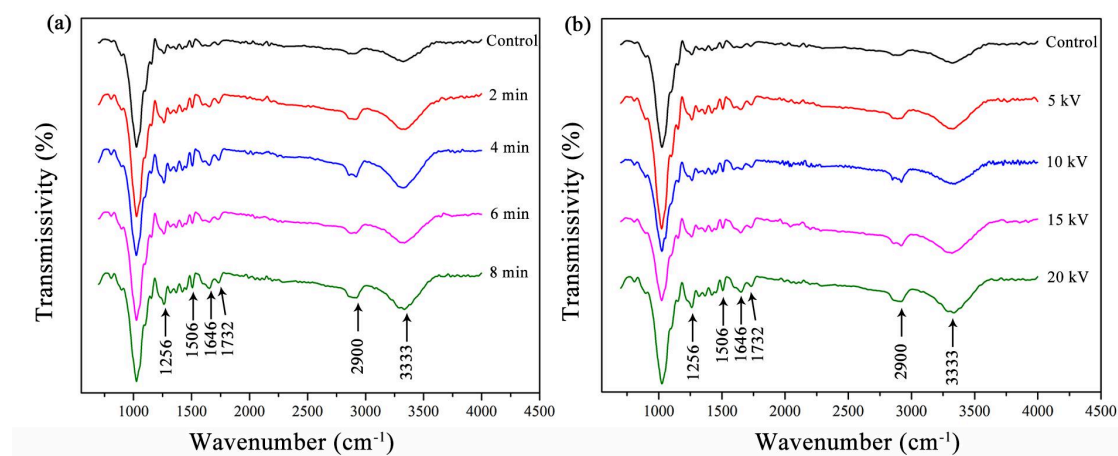 (a)
Transmissivity (%)
Control
2 min
4 min
6 min
8 min
1256
1506
1646
1732
2900
3333
1000 1500 2000 2500 3000 3500 4000 4500
Wavenumber (cm⁻¹)
(b)
Transmissivity (%)
Control
5 kV
10 kV
15 kV
20 kV
1256
1506
1646
1732
2900
3333
1000 1500 2000 2500 3000 3500 4000 4500
Wavenumber (cm⁻¹)